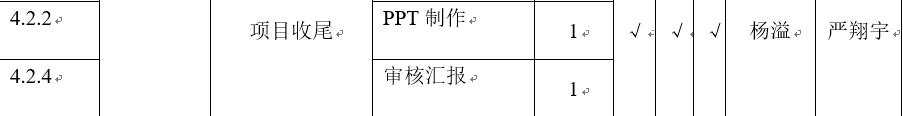 4.2.2 项目收尾 PPT 制作 1 √ √ √ 杨溢 严翔宇
4.2.4 审核汇报 1